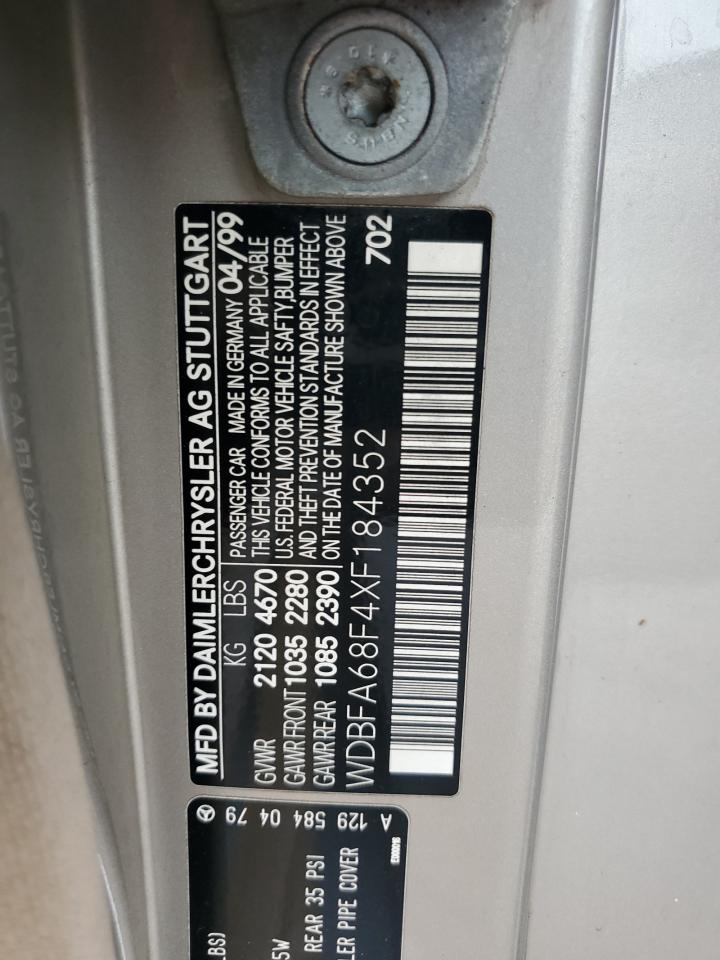 MFD BY DAIMLERCHRYSLER AG STUTTGART
KG LBS
GVWR 2120 4670
GAWR FRONT 1035 2280
GAWR REAR 1085 2390
PASSENGER CAR MADE IN GERMANY 04/99
THIS VEHICLE CONFORMS TO ALL APPLICABLE
U.S. FEDERAL MOTOR VEHICLE SAFTY,BUMPER
AND THEFT PREVENTION STANDARDS IN EFFECT
ON THE DATE OF MANUFACTURE SHOWN ABOVE
WDBFA68F4XF184352
702
A 129 584 04 79
LBS)
5W
REAR 35 PSI
LER PIPE COVER